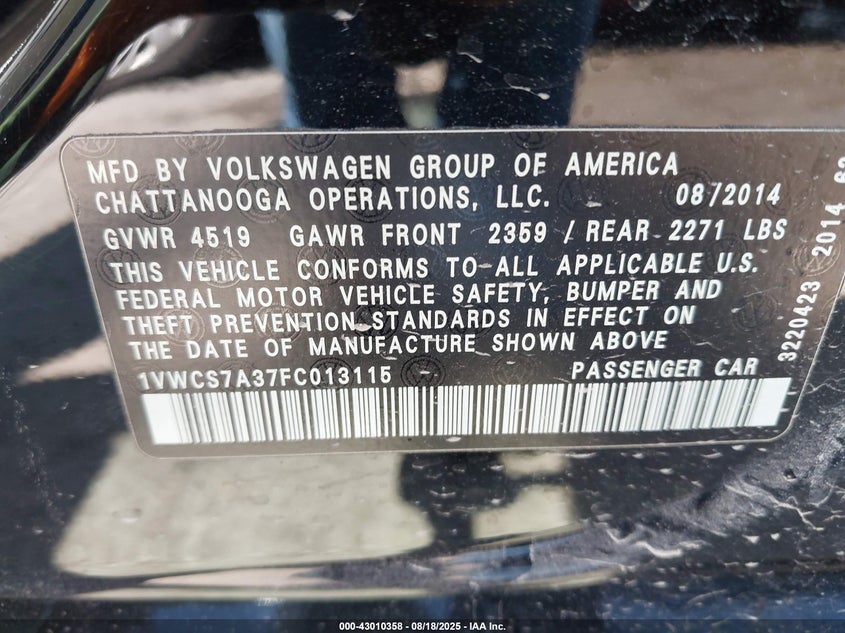 MFD BY VOLKSWAGEN GROUP OF AMERICA
CHATTANOOGA OPERATIONS, LLC. 08/2014
GVWR 4519 GAWR FRONT 2359 / REAR 2271 LBS
THIS VEHICLE CONFORMS TO ALL APPLICABLE U.S.
FEDERAL MOTOR VEHICLE SAFETY, BUMPER AND
THEFT PREVENTION STANDARDS IN EFFECT ON
THE DATE OF MANUFACTURE SHOWN ABOVE
1VWCS7A37FC013115 PASSENGER CAR
3220423 2014
000-43010358 - 08/18/2025 - IAA Inc.